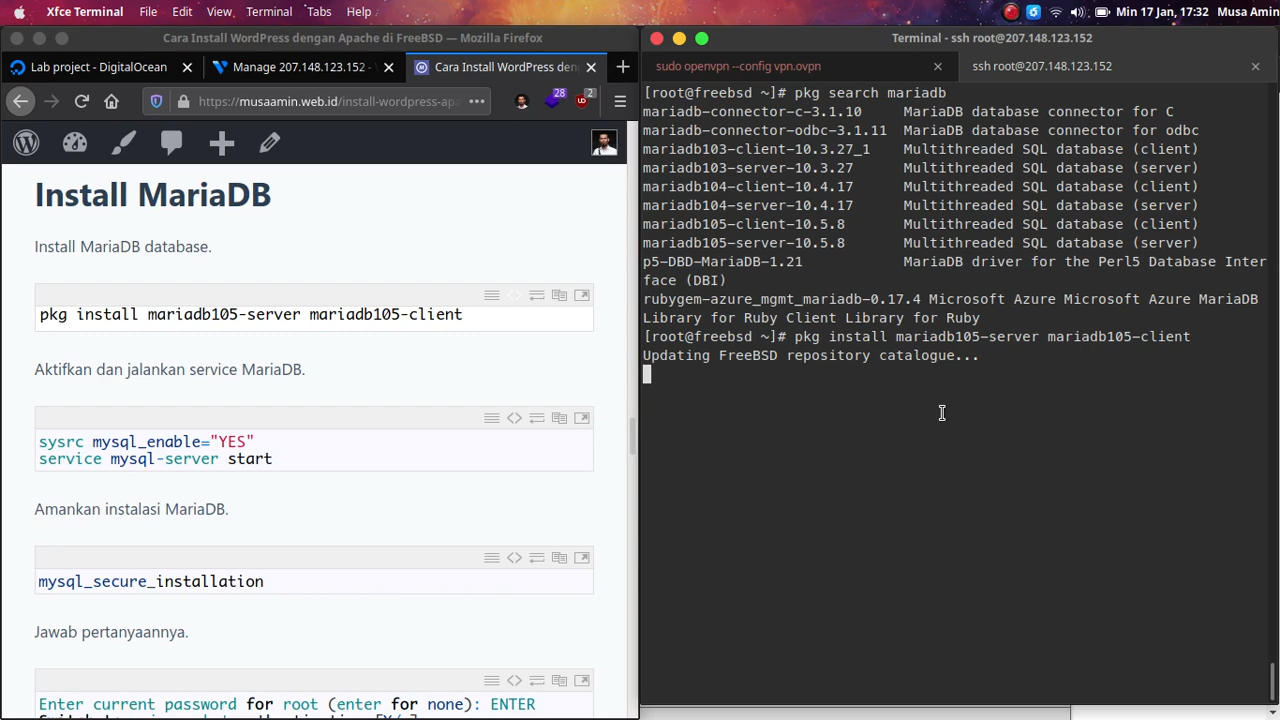 Xfce Terminal File Edit View Terminal Tabs Help
Min 17 Jan, 17:32 Musa Amin
Cara Install WordPress dengan Apache di FreeBSD — Mozilla Firefox
Lab project - DigitalOcean
Manage 207.148.123.152 -
Cara Install WordPress den
https://musaamin.web.id/install-wordpress-apa
28
2
Install MariaDB
Install MariaDB database.
pkg install mariadb105-server mariadb105-client
Aktifkan dan jalankan service MariaDB.
sysrc mysql_enable="YES"
service mysql-server start
Amankan instalasi MariaDB.
mysql_secure_installation
Jawab pertanyaannya.
Enter current password for root (enter for none): ENTER
Terminal - ssh root@207.148.123.152
sudo openvpn --config vpn.ovpn
ssh root@207.148.123.152
[root@freebsd ~]# pkg search mariadb
mariadb-connector-c-3.1.10 MariaDB database connector for C
mariadb-connector-odbc-3.1.11 MariaDB database connector for odbc
mariadb103-client-10.3.27_1 Multithreaded SQL database (client)
mariadb103-server-10.3.27 Multithreaded SQL database (server)
mariadb104-client-10.4.17 Multithreaded SQL database (client)
mariadb104-server-10.4.17 Multithreaded SQL database (server)
mariadb105-client-10.5.8 Multithreaded SQL database (client)
mariadb105-server-10.5.8 Multithreaded SQL database (server)
p5-DBD-MariaDB-1.21 MariaDB driver for the Perl5 Database Inter
face (DBI)
rubygem-azure_mgmt_mariadb-0.17.4 Microsoft Azure Microsoft Azure MariaDB
Library for Ruby Client Library for Ruby
[root@freebsd ~]# pkg install mariadb105-server mariadb105-client
Updating FreeBSD repository catalogue...